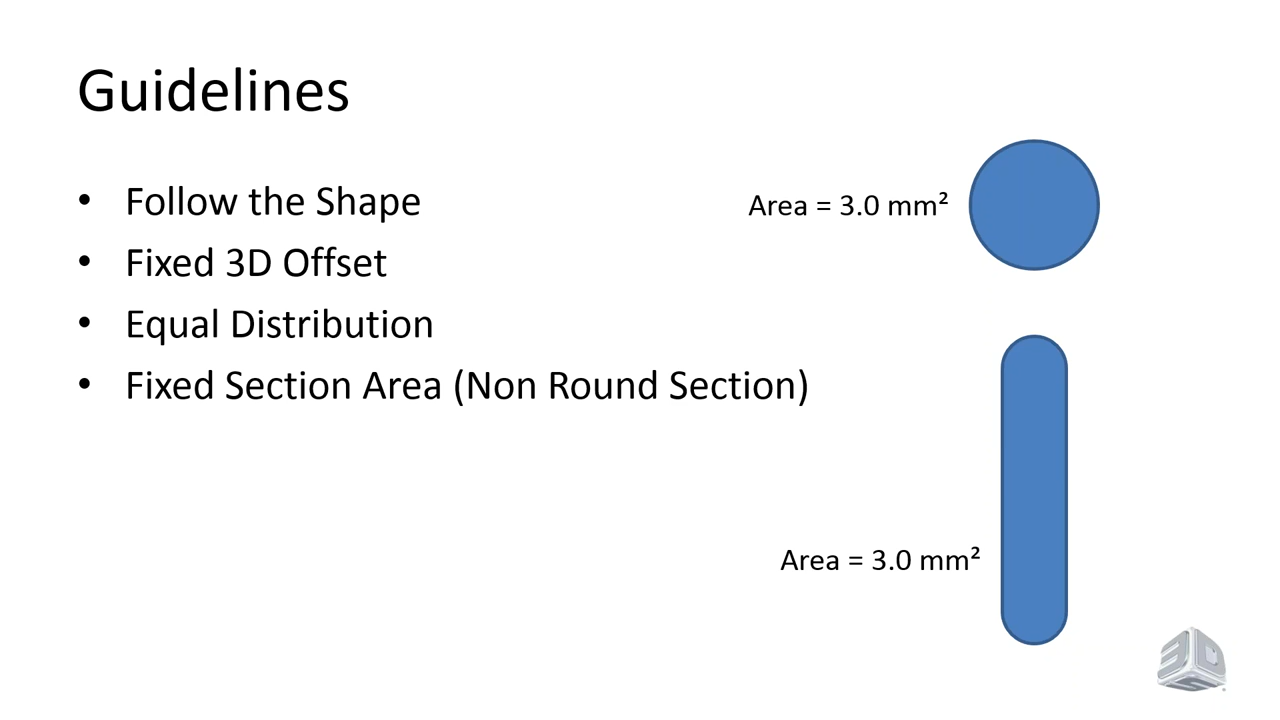 Guidelines
• Follow the Shape
• Fixed 3D Offset
• Equal Distribution
• Fixed Section Area (Non Round Section)
Area = 3.0 mm²
Area = 3.0 mm²
3DS